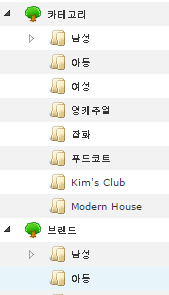 카테고리
남성
아동
여성
영캐주얼
잡화
푸드코트
Kim's Club
Modern House
브랜드
남성
아동